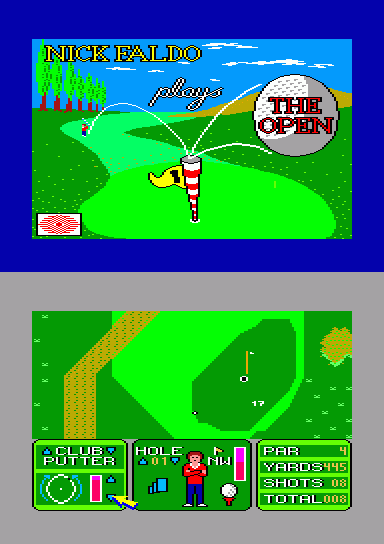 NICK FALDO
plays
THE
OPEN
1
17
CLUB
PUTTER
HOLE
01
NW
PAR 4
YARDS 445
SHOTS 08
TOTAL 008